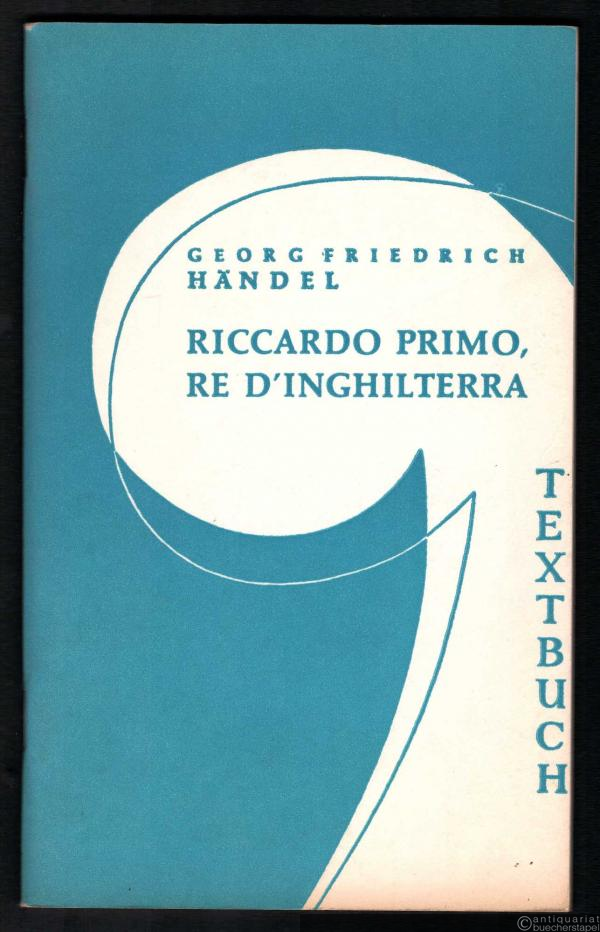 GEORG FRIEDRICH
HÄNDEL
RICCARDO PRIMO,
RE D'INGHILTERRA
TEXTBUCH
©antiquariat
buecherstapel